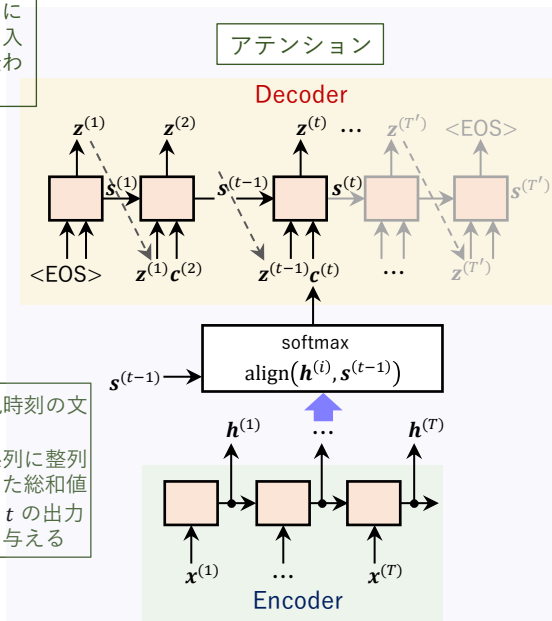 に
入
わ
アテンション
Decoder
𝒛⁽¹⁾ 𝒛⁽²⁾ 𝒛⁽ᵗ⁾ ⋯ 𝒛⁽ᵀ′⁾ <EOS>
𝒔⁽¹⁾ 𝒔⁽ᵗ⁻¹⁾ 𝒔⁽ᵗ⁾ 𝒔⁽ᵀ′⁾
<EOS> 𝒛⁽¹⁾ 𝒄⁽²⁾ 𝒛⁽ᵗ⁻¹⁾ 𝒄⁽ᵗ⁾ ⋯ 𝒛⁽ᵀ′⁾
softmax
align(𝒉⁽ⁱ⁾, 𝒔⁽ᵗ⁻¹⁾)
𝒔⁽ᵗ⁻¹⁾
時刻の文
列に整列
た総和値
t の出力
与える
𝒉⁽¹⁾ ⋯ 𝒉⁽ᵀ⁾
𝒙⁽¹⁾ ⋯ 𝒙⁽ᵀ⁾
Encoder